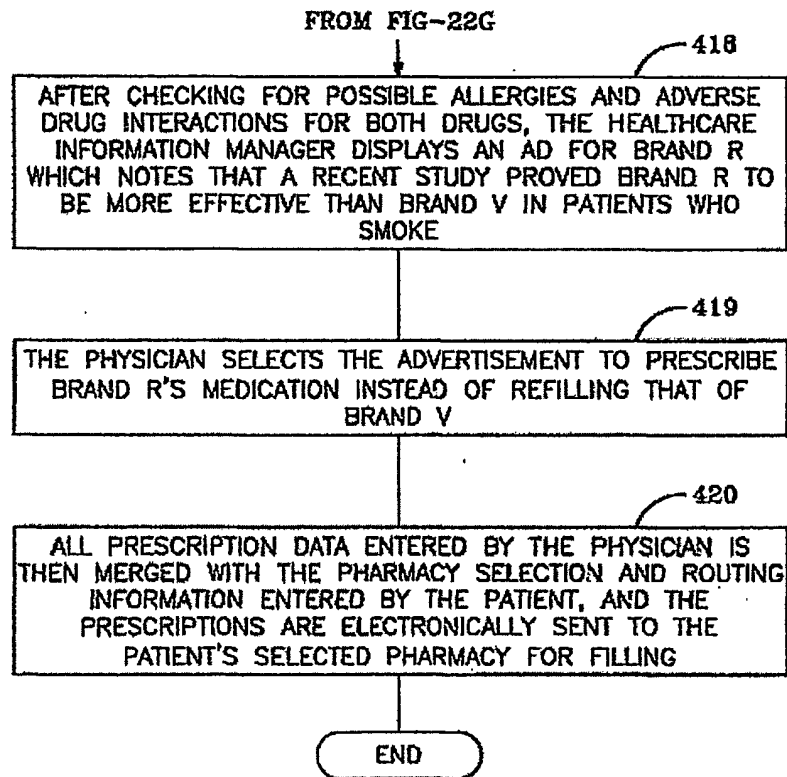 FROM FIG-22G
418
AFTER CHECKING FOR POSSIBLE ALLERGIES AND ADVERSE
DRUG INTERACTIONS FOR BOTH DRUGS, THE HEALTHCARE
INFORMATION MANAGER DISPLAYS AN AD FOR BRAND R
WHICH NOTES THAT A RECENT STUDY PROVED BRAND R TO
BE MORE EFFECTIVE THAN BRAND V IN PATIENTS WHO
SMOKE
419
THE PHYSICIAN SELECTS THE ADVERTISEMENT TO PRESCRIBE
BRAND R'S MEDICATION INSTEAD OF REFILLING THAT OF
BRAND V
420
ALL PRESCRIPTION DATA ENTERED BY THE PHYSICIAN IS
THEN MERGED WITH THE PHARMACY SELECTION AND ROUTING
INFORMATION ENTERED BY THE PATIENT, AND THE
PRESCRIPTIONS ARE ELECTRONICALLY SENT TO THE
PATIENT'S SELECTED PHARMACY FOR FILLING
END